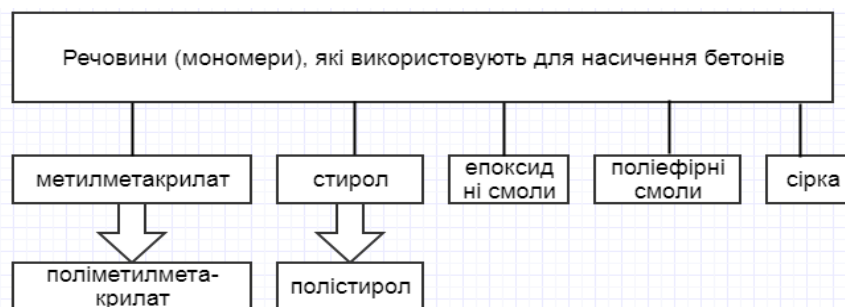 Речовини (мономери), які використовують для насичення бетонів
метилметакрилат
стирол
епоксид
ні смоли
поліефірні
смоли
сірка
поліметилмета-
крилат
полістирол